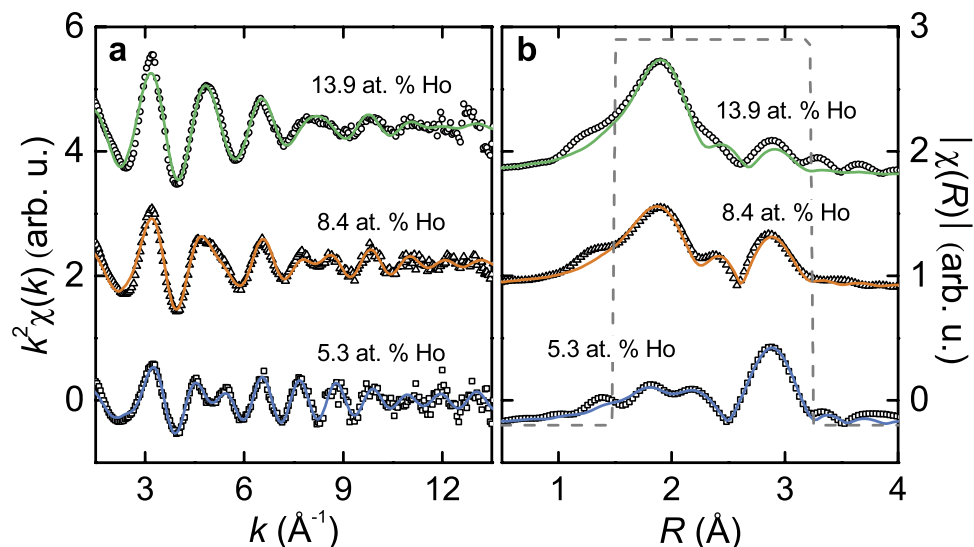 a
13.9 at. % Ho
8.4 at. % Ho
5.3 at. % Ho
6
4
2
0
3 6 9 12
k (Å⁻¹)
k²χ(k) (arb. u.)
b
13.9 at. % Ho
8.4 at. % Ho
5.3 at. % Ho
3
2
1
0
1 2 3 4
R (Å)
|χ(R)| (arb. u.)